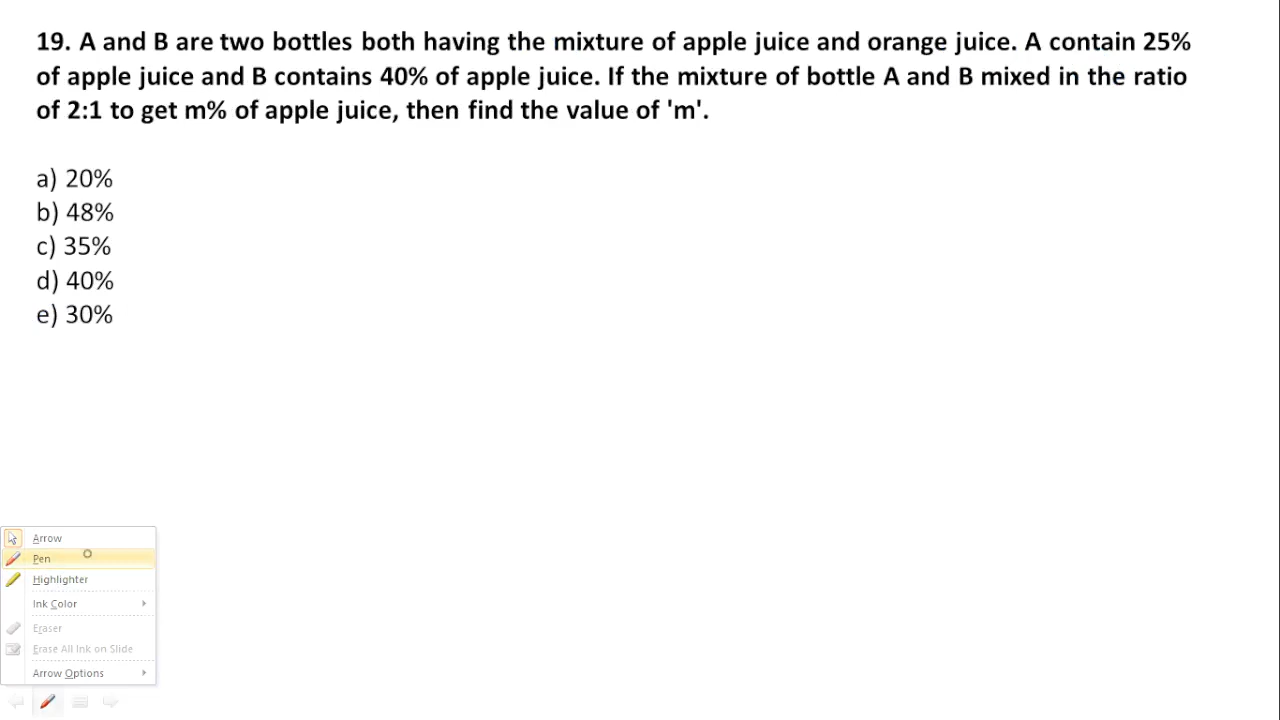 19. A and B are two bottles both having the mixture of apple juice and orange juice. A contain 25%
of apple juice and B contains 40% of apple juice. If the mixture of bottle A and B mixed in the ratio
of 2:1 to get m% of apple juice, then find the value of 'm'.
a) 20%
b) 48%
c) 35%
d) 40%
e) 30%
Arrow
Pen
Highlighter
Ink Color
Eraser
Erase All Ink on Slide
Arrow Options